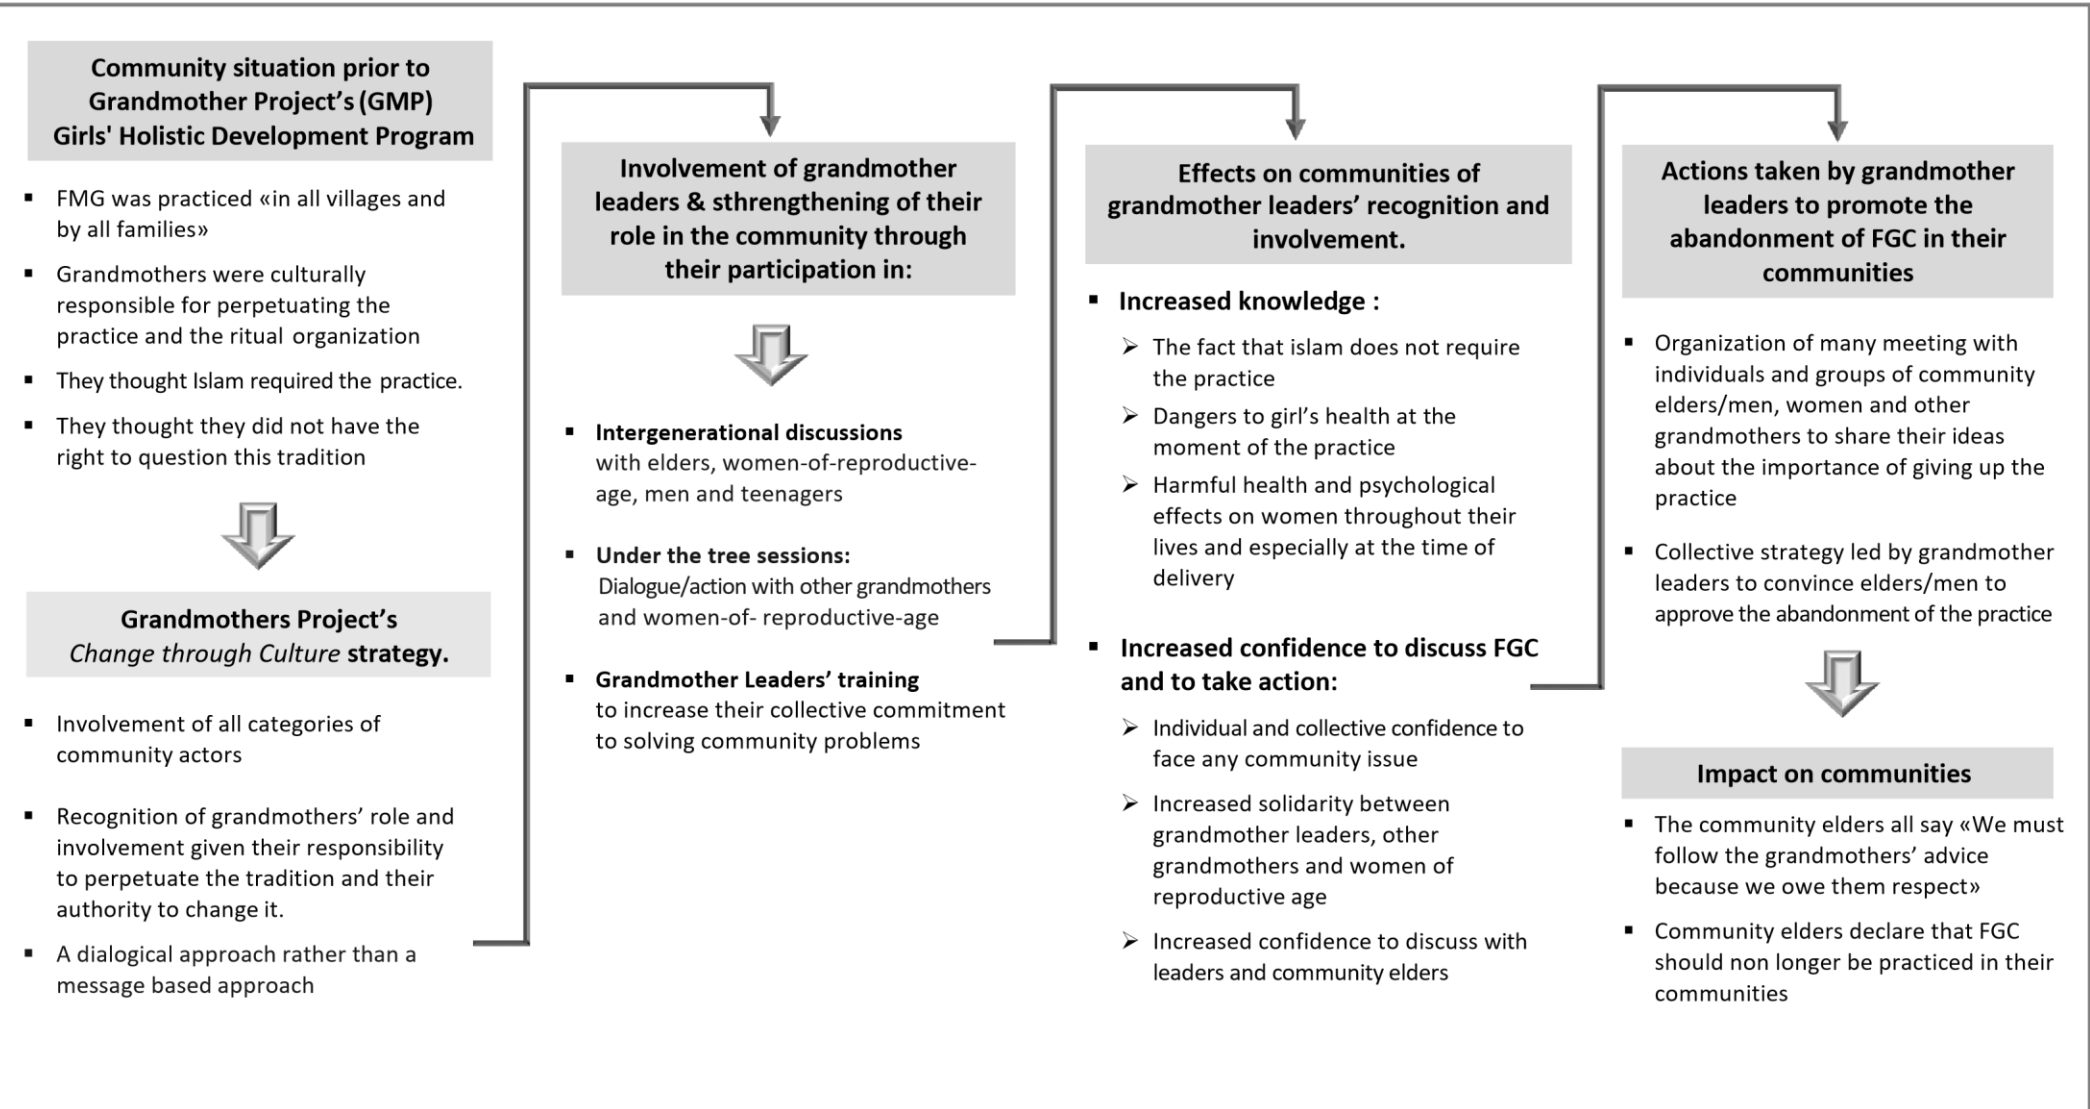 Community situation prior to
Grandmother Project’s (GMP)
Girls' Holistic Development Program
▪ FMG was practiced «in all villages and
by all families»
▪ Grandmothers were culturally
responsible for perpetuating the
practice and the ritual organization
▪ They thought Islam required the practice.
▪ They thought they did not have the
right to question this tradition
Grandmothers Project’s
Change through Culture strategy.
▪ Involvement of all categories of
community actors
▪ Recognition of grandmothers’ role and
involvement given their responsibility
to perpetuate the tradition and their
authority to change it.
▪ A dialogical approach rather than a
message based approach
Involvement of grandmother
leaders & sthrengthening of their
role in the community through
their participation in:
▪ Intergenerational discussions
with elders, women-of-reproductive-
age, men and teenagers
▪ Under the tree sessions:
Dialogue/action with other grandmothers
and women-of- reproductive-age
▪ Grandmother Leaders’ training
to increase their collective commitment
to solving community problems
Effects on communities of
grandmother leaders’ recognition and
involvement.
▪ Increased knowledge :
➢ The fact that islam does not require
the practice
➢ Dangers to girl’s health at the
moment of the practice
➢ Harmful health and psychological
effects on women throughout their
lives and especially at the time of
delivery
▪ Increased confidence to discuss FGC
and to take action:
➢ Individual and collective confidence to
face any community issue
➢ Increased solidarity between
grandmother leaders, other
grandmothers and women of
reproductive age
➢ Increased confidence to discuss with
leaders and community elders
Actions taken by grandmother
leaders to promote the
abandonment of FGC in their
communities
▪ Organization of many meeting with
individuals and groups of community
elders/men, women and other
grandmothers to share their ideas
about the importance of giving up the
practice
▪ Collective strategy led by grandmother
leaders to convince elders/men to
approve the abandonment of the practice
Impact on communities
▪ The community elders all say «We must
follow the grandmothers’ advice
because we owe them respect»
▪ Community elders declare that FGC
should non longer be practiced in their
communities